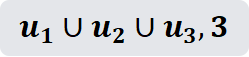 u₁ ∪ u₂ ∪ u₃, 3